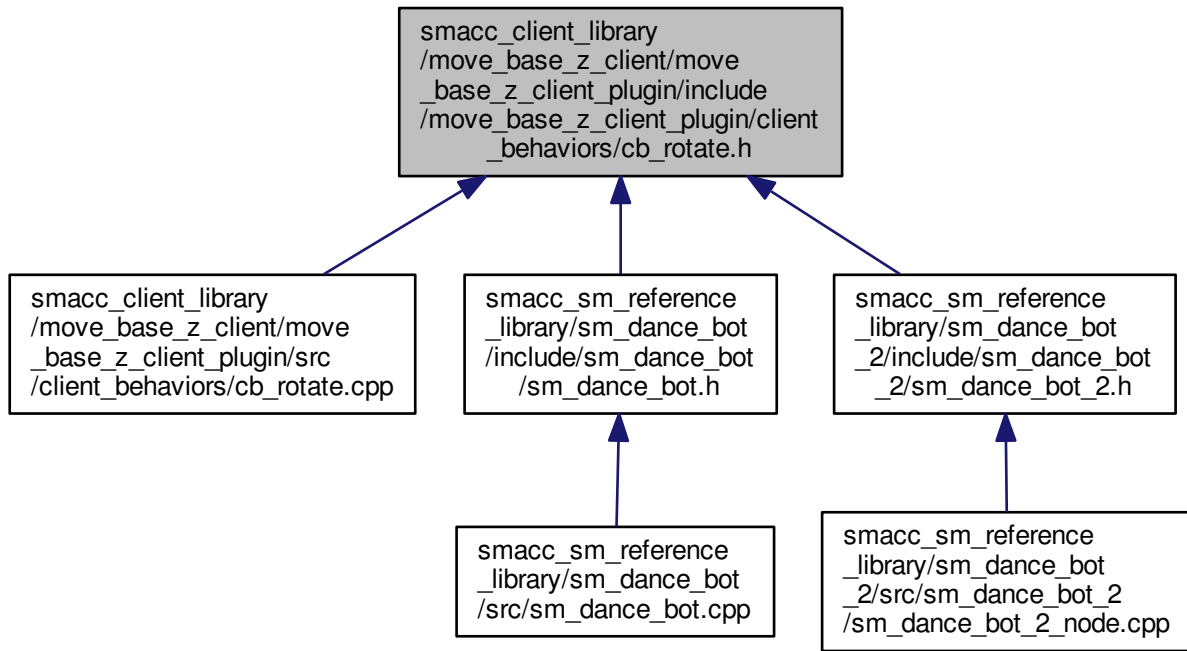 smacc_client_library
/move_base_z_client/move
_base_z_client_plugin/include
/move_base_z_client_plugin/client
_behaviors/cb_rotate.h
smacc_client_library
/move_base_z_client/move
_base_z_client_plugin/src
/client_behaviors/cb_rotate.cpp
smacc_sm_reference
_library/sm_dance_bot
/include/sm_dance_bot
/sm_dance_bot.h
smacc_sm_reference
_library/sm_dance_bot
_2/include/sm_dance_bot
_2/sm_dance_bot_2.h
smacc_sm_reference
_library/sm_dance_bot
/src/sm_dance_bot.cpp
smacc_sm_reference
_library/sm_dance_bot
_2/src/sm_dance_bot_2
/sm_dance_bot_2_node.cpp